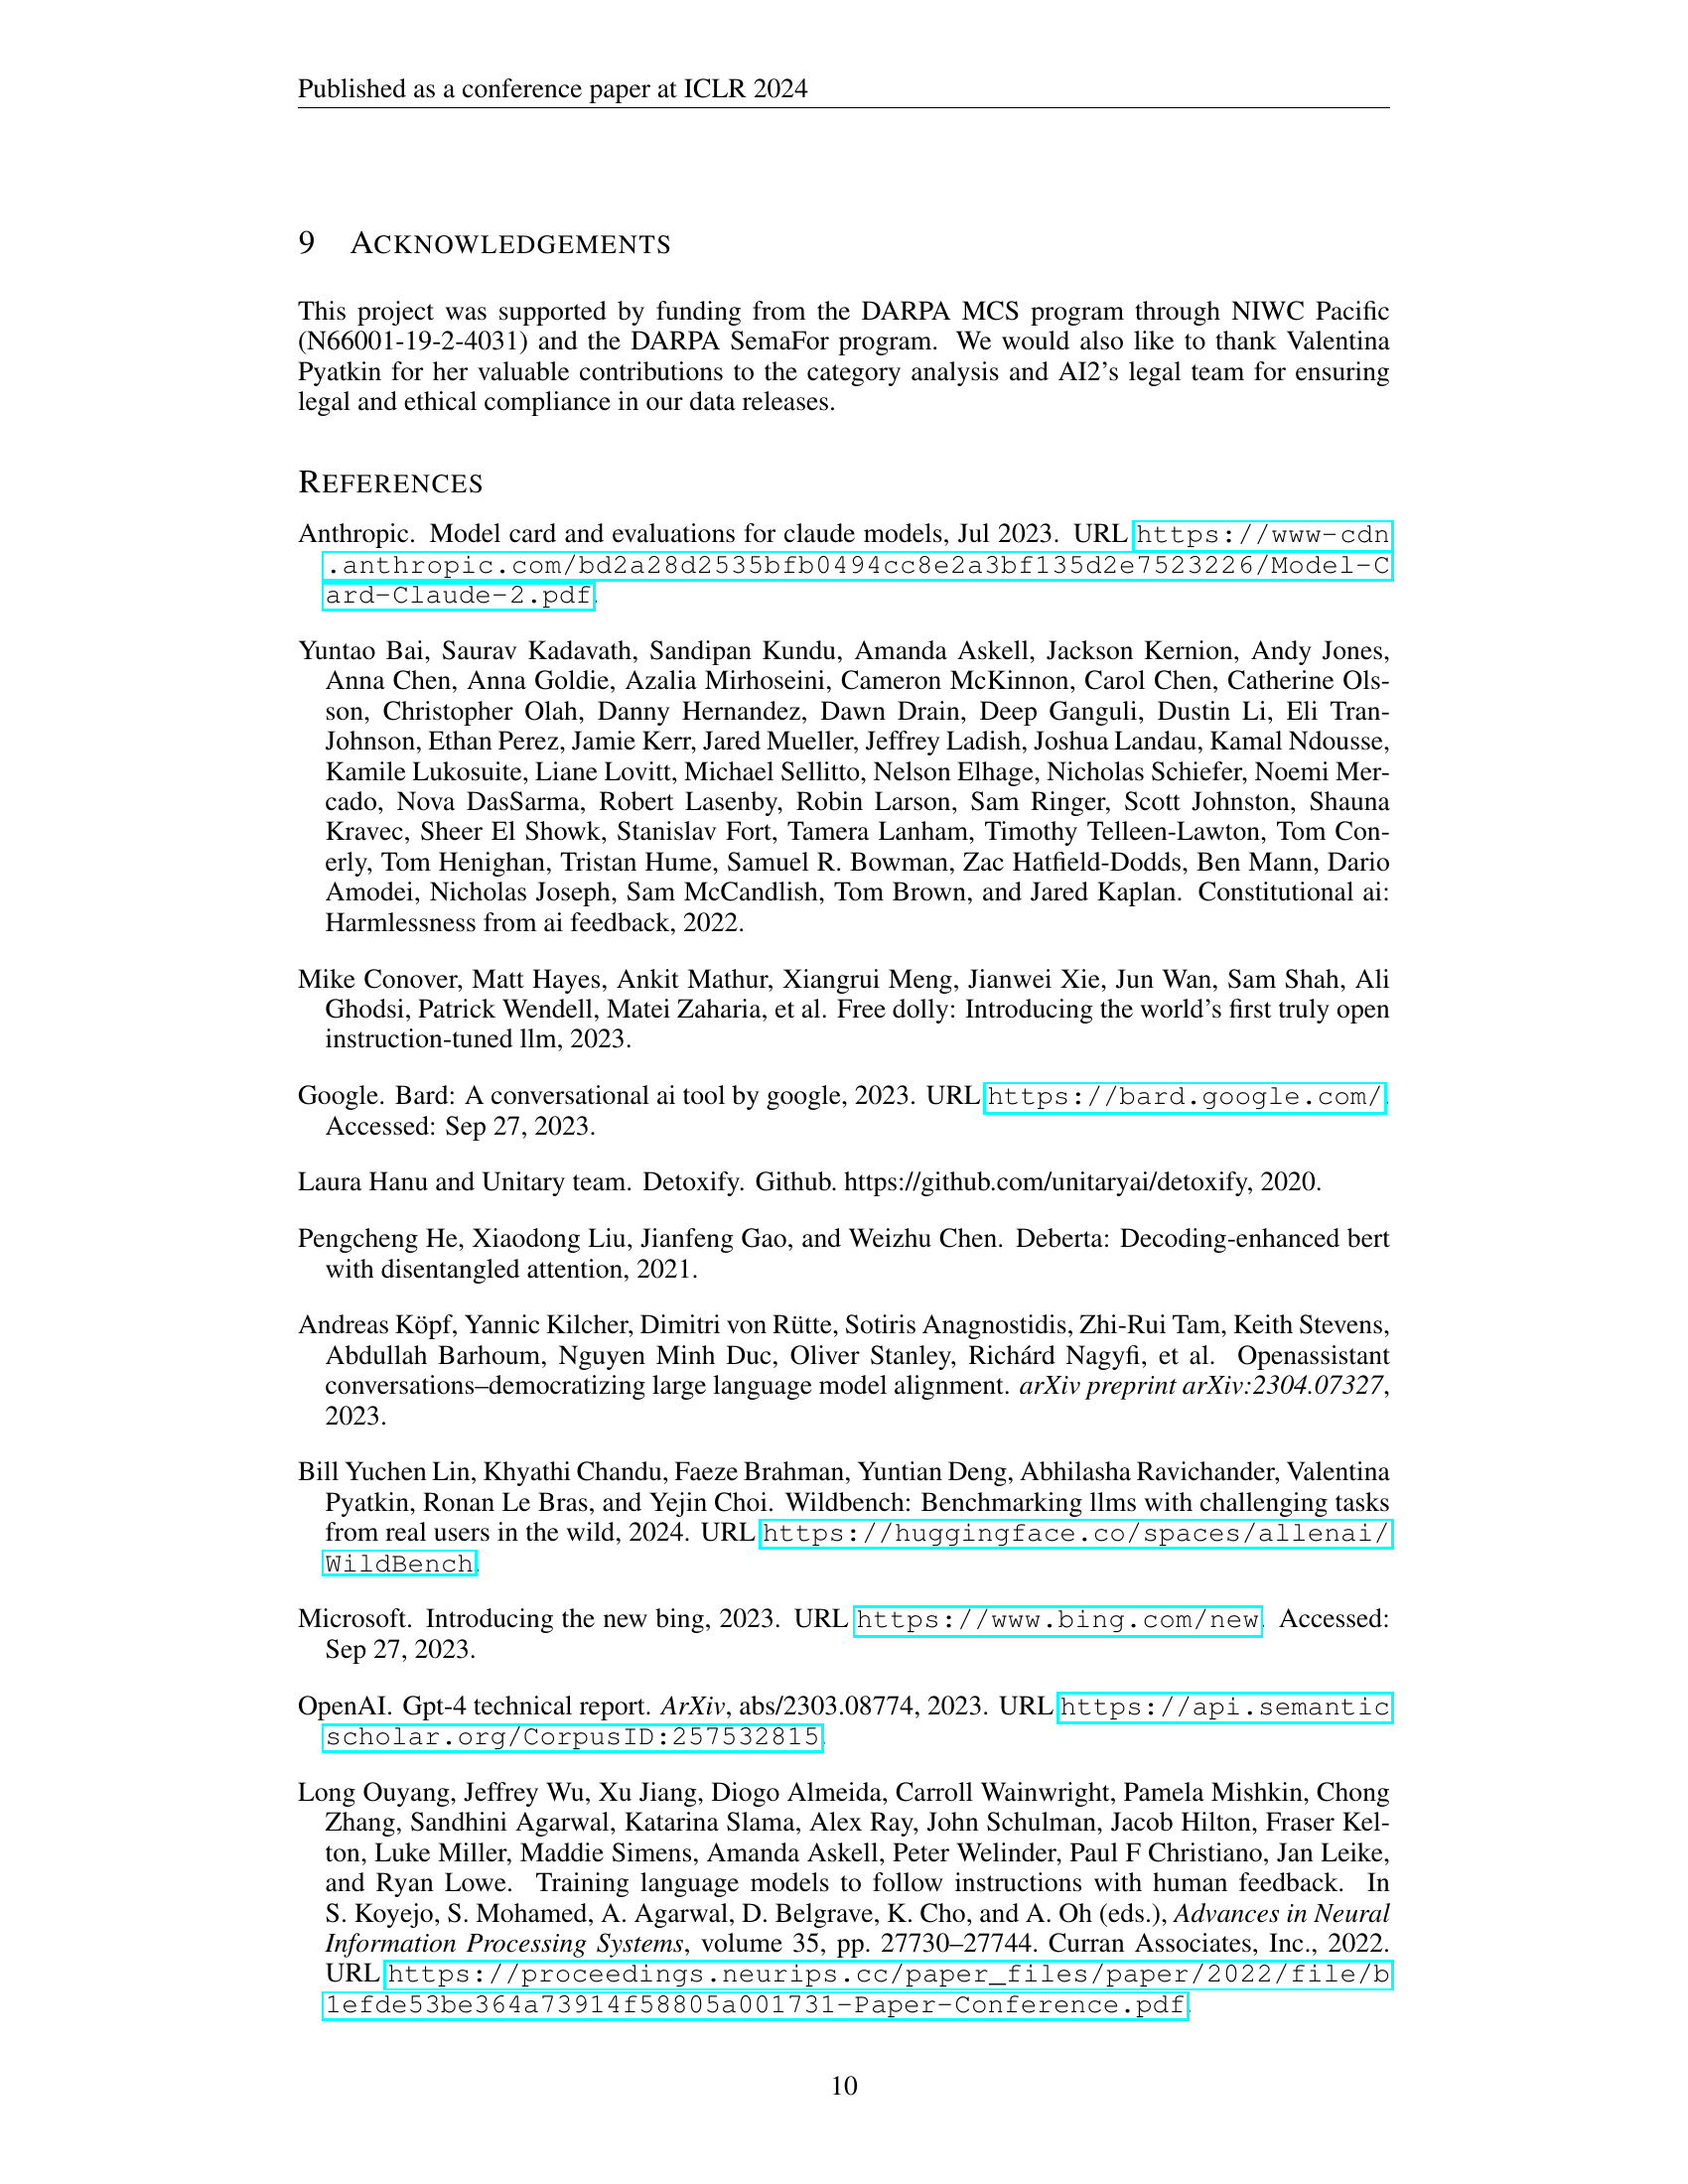 Published as a conference paper at ICLR 2024
9 ACKNOWLEDGEMENTS
This project was supported by funding from the DARPA MCS program through NIWC Pacific
(N66001-19-2-4031) and the DARPA SemaFor program. We would also like to thank Valentina
Pyatkin for her valuable contributions to the category analysis and AI2's legal team for ensuring
legal and ethical compliance in our data releases.
REFERENCES
Anthropic. Model card and evaluations for claude models, Jul 2023. URL https://www-cdn
.anthropic.com/bd2a28d2535bfb0494cc8e2a3bf135d2e7523226/Model-C
ard-Claude-2.pdf.
Yuntao Bai, Saurav Kadavath, Sandipan Kundu, Amanda Askell, Jackson Kernion, Andy Jones,
Anna Chen, Anna Goldie, Azalia Mirhoseini, Cameron McKinnon, Carol Chen, Catherine Ols-
son, Christopher Olah, Danny Hernandez, Dawn Drain, Deep Ganguli, Dustin Li, Eli Tran-
Johnson, Ethan Perez, Jamie Kerr, Jared Mueller, Jeffrey Ladish, Joshua Landau, Kamal Ndousse,
Kamile Lukosuite, Liane Lovitt, Michael Sellitto, Nelson Elhage, Nicholas Schiefer, Noemi Mer-
cado, Nova DasSarma, Robert Lasenby, Robin Larson, Sam Ringer, Scott Johnston, Shauna
Kravec, Sheer El Showk, Stanislav Fort, Tamera Lanham, Timothy Telleen-Lawton, Tom Con-
erly, Tom Henighan, Tristan Hume, Samuel R. Bowman, Zac Hatfield-Dodds, Ben Mann, Dario
Amodei, Nicholas Joseph, Sam McCandlish, Tom Brown, and Jared Kaplan. Constitutional ai:
Harmlessness from ai feedback, 2022.
Mike Conover, Matt Hayes, Ankit Mathur, Xiangrui Meng, Jianwei Xie, Jun Wan, Sam Shah, Ali
Ghodsi, Patrick Wendell, Matei Zaharia, et al. Free dolly: Introducing the world's first truly open
instruction-tuned llm, 2023.
Google. Bard: A conversational ai tool by google, 2023. URL https://bard.google.com/.
Accessed: Sep 27, 2023.
Laura Hanu and Unitary team. Detoxify. Github. https://github.com/unitaryai/detoxify, 2020.
Pengcheng He, Xiaodong Liu, Jianfeng Gao, and Weizhu Chen. Deberta: Decoding-enhanced bert
with disentangled attention, 2021.
Andreas Köpf, Yannic Kilcher, Dimitri von Rütte, Sotiris Anagnostidis, Zhi-Rui Tam, Keith Stevens,
Abdullah Barhoum, Nguyen Minh Duc, Oliver Stanley, Richárd Nagyfi, et al. Openassistant
conversations–democratizing large language model alignment. arXiv preprint arXiv:2304.07327,
2023.
Bill Yuchen Lin, Khyathi Chandu, Faeze Brahman, Yuntian Deng, Abhilasha Ravichander, Valentina
Pyatkin, Ronan Le Bras, and Yejin Choi. Wildbench: Benchmarking llms with challenging tasks
from real users in the wild, 2024. URL https://huggingface.co/spaces/allenai/
WildBench.
Microsoft. Introducing the new bing, 2023. URL https://www.bing.com/new. Accessed:
Sep 27, 2023.
OpenAI. Gpt-4 technical report. ArXiv, abs/2303.08774, 2023. URL https://api.semantic
scholar.org/CorpusID:257532815.
Long Ouyang, Jeffrey Wu, Xu Jiang, Diogo Almeida, Carroll Wainwright, Pamela Mishkin, Chong
Zhang, Sandhini Agarwal, Katarina Slama, Alex Ray, John Schulman, Jacob Hilton, Fraser Kel-
ton, Luke Miller, Maddie Simens, Amanda Askell, Peter Welinder, Paul F Christiano, Jan Leike,
and Ryan Lowe. Training language models to follow instructions with human feedback. In
S. Koyejo, S. Mohamed, A. Agarwal, D. Belgrave, K. Cho, and A. Oh (eds.), Advances in Neural
Information Processing Systems, volume 35, pp. 27730–27744. Curran Associates, Inc., 2022.
URL https://proceedings.neurips.cc/paper_files/paper/2022/file/b
1efde53be364a73914f58805a001731-Paper-Conference.pdf.
10